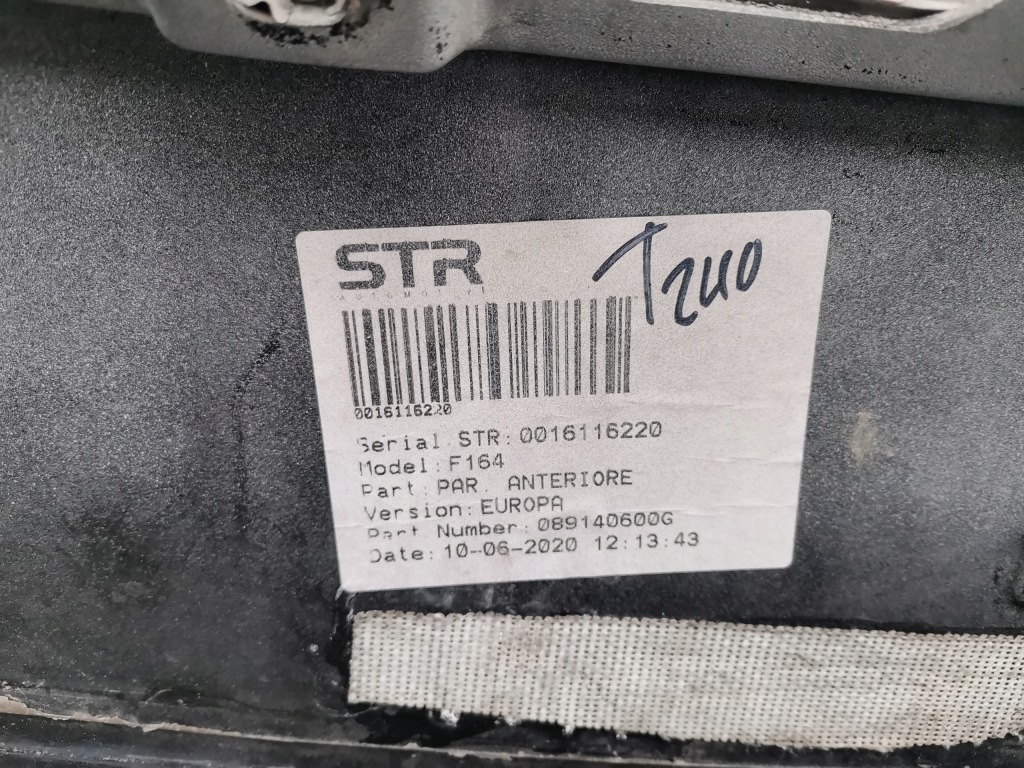 STR
AUTOMOTIVE
T240
0016116220
Serial STR: 0016116220
Model: F164
Part: PAR. ANTERIORE
Version: EUROPA
Part Number: 089140600G
Date: 10-06-2020 12:13:43